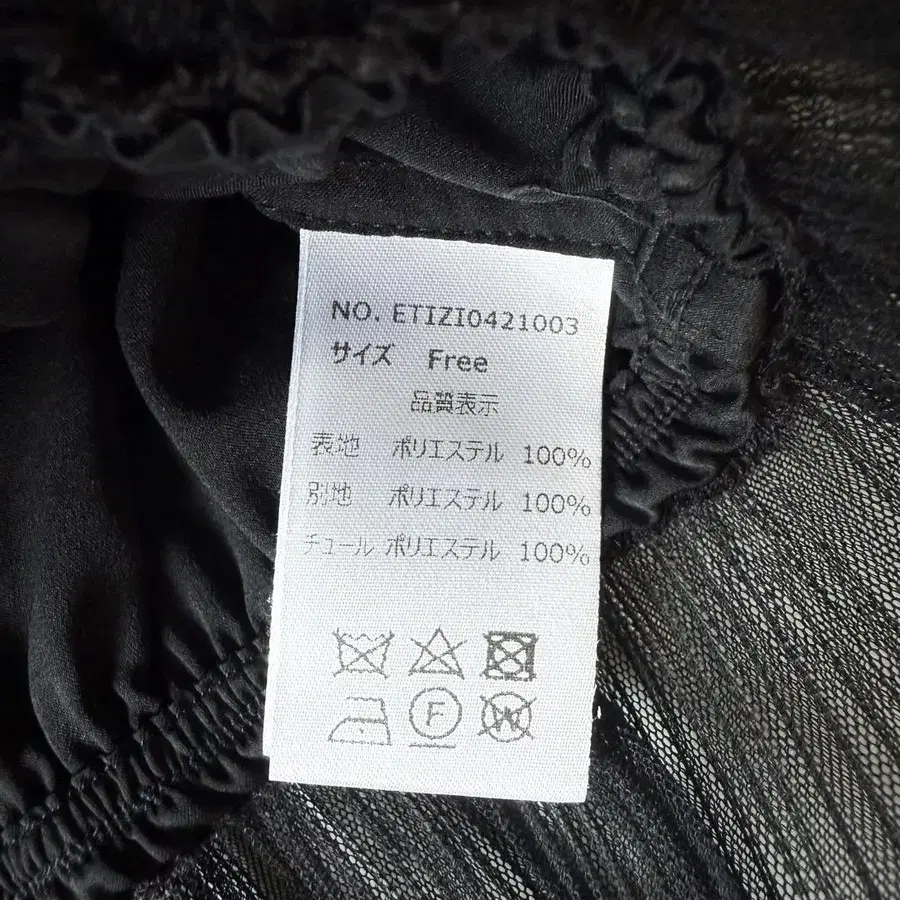 NO. ETIZI0421003
サイズ Free
品質表示
表地 ポリエステル 100%
別地 ポリエステル 100%
チュール ポリエステル 100%
F
W